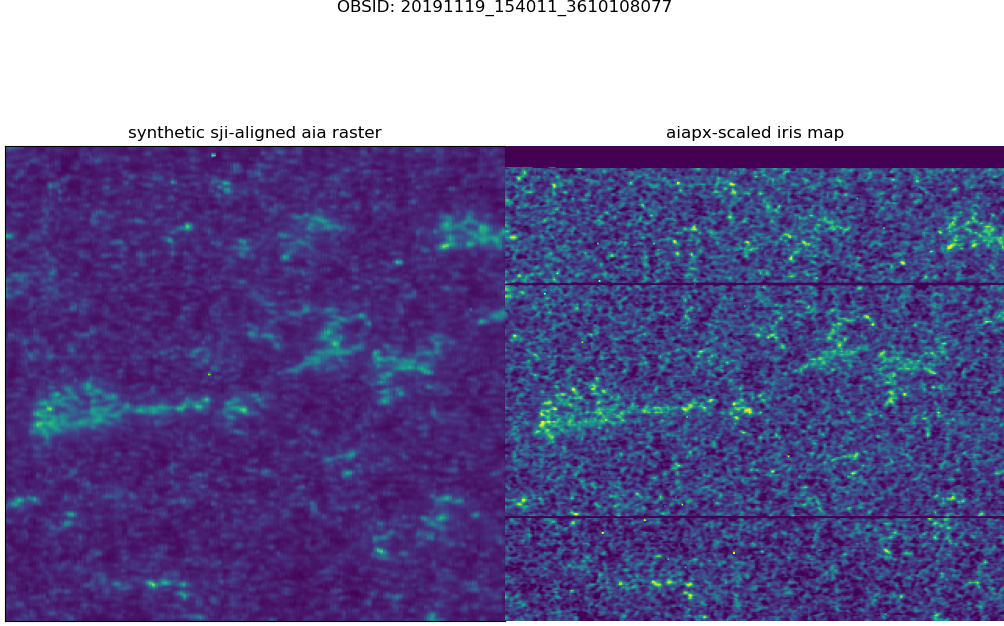 OBSID: 20191119_154011_3610108077
synthetic sji-aligned aia raster
aiapx-scaled iris map